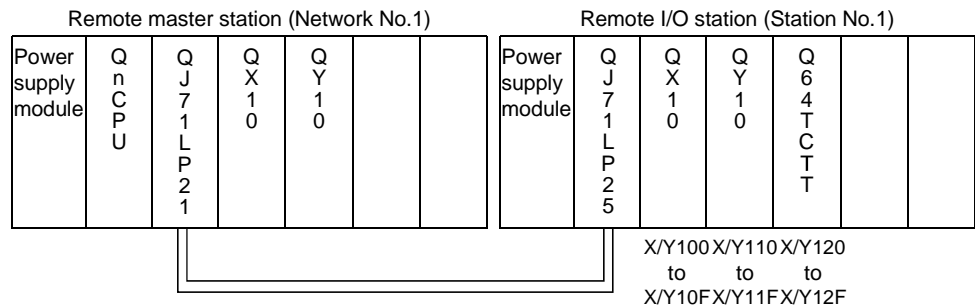 Remote master station (Network No.1)
Power supply module
QnCPU
QJ71LP21
QX10
QY10
Remote I/O station (Station No.1)
Power supply module
QJ71LP25
QX10
QY10
Q64TCTT
X/Y100 to X/Y10F
X/Y110 to X/Y11F
X/Y120 to X/Y12F